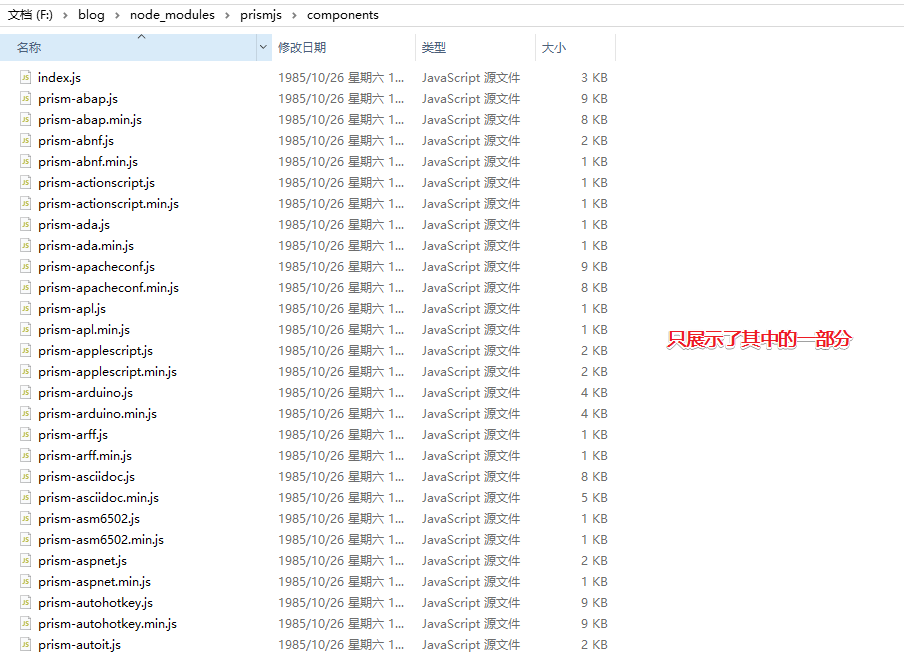 文档 (F:) › blog › node_modules › prismjs › components
名称 修改日期 类型 大小
index.js 1985/10/26 星期六 1... JavaScript 源文件 3 KB
prism-abap.js 1985/10/26 星期六 1... JavaScript 源文件 9 KB
prism-abap.min.js 1985/10/26 星期六 1... JavaScript 源文件 8 KB
prism-abnf.js 1985/10/26 星期六 1... JavaScript 源文件 2 KB
prism-abnf.min.js 1985/10/26 星期六 1... JavaScript 源文件 1 KB
prism-actionscript.js 1985/10/26 星期六 1... JavaScript 源文件 1 KB
prism-actionscript.min.js 1985/10/26 星期六 1... JavaScript 源文件 1 KB
prism-ada.js 1985/10/26 星期六 1... JavaScript 源文件 1 KB
prism-ada.min.js 1985/10/26 星期六 1... JavaScript 源文件 1 KB
prism-apacheconf.js 1985/10/26 星期六 1... JavaScript 源文件 9 KB
prism-apacheconf.min.js 1985/10/26 星期六 1... JavaScript 源文件 8 KB
prism-apl.js 1985/10/26 星期六 1... JavaScript 源文件 1 KB
prism-apl.min.js 1985/10/26 星期六 1... JavaScript 源文件 1 KB
只展示了其中的一部分
prism-applescript.js 1985/10/26 星期六 1... JavaScript 源文件 2 KB
prism-applescript.min.js 1985/10/26 星期六 1... JavaScript 源文件 2 KB
prism-arduino.js 1985/10/26 星期六 1... JavaScript 源文件 4 KB
prism-arduino.min.js 1985/10/26 星期六 1... JavaScript 源文件 4 KB
prism-arff.js 1985/10/26 星期六 1... JavaScript 源文件 1 KB
prism-arff.min.js 1985/10/26 星期六 1... JavaScript 源文件 1 KB
prism-asciidoc.js 1985/10/26 星期六 1... JavaScript 源文件 8 KB
prism-asciidoc.min.js 1985/10/26 星期六 1... JavaScript 源文件 5 KB
prism-asm6502.js 1985/10/26 星期六 1... JavaScript 源文件 1 KB
prism-asm6502.min.js 1985/10/26 星期六 1... JavaScript 源文件 1 KB
prism-aspnet.js 1985/10/26 星期六 1... JavaScript 源文件 2 KB
prism-aspnet.min.js 1985/10/26 星期六 1... JavaScript 源文件 1 KB
prism-autohotkey.js 1985/10/26 星期六 1... JavaScript 源文件 9 KB
prism-autohotkey.min.js 1985/10/26 星期六 1... JavaScript 源文件 9 KB
prism-autoit.js 1985/10/26 星期六 1... JavaScript 源文件 2 KB